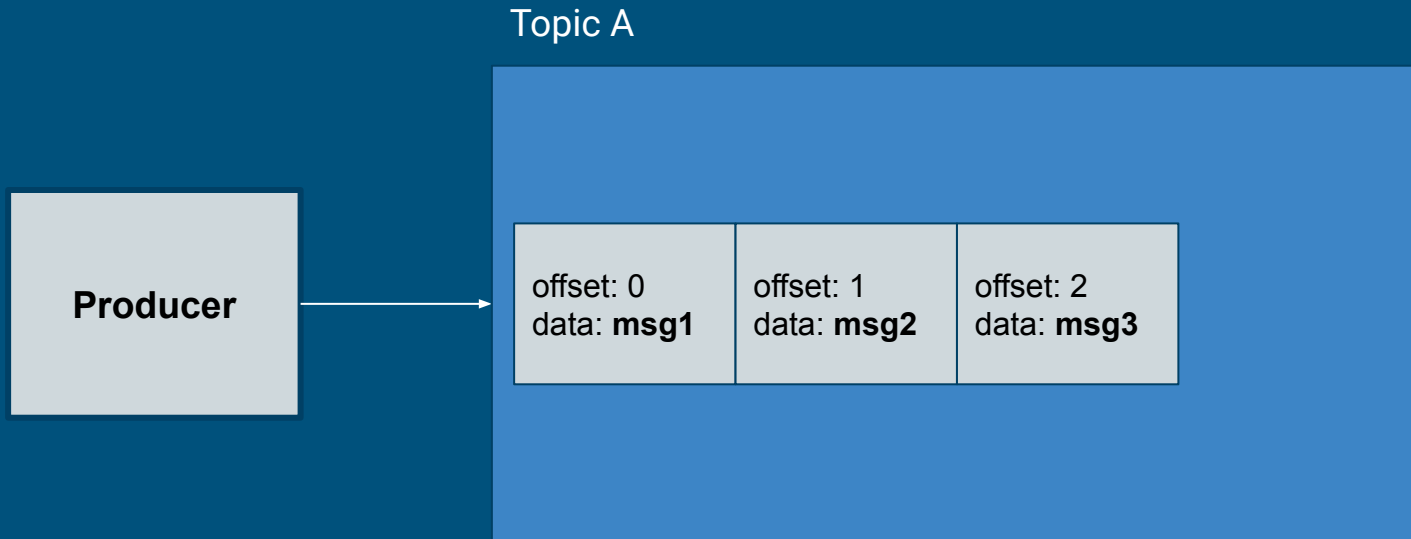 Topic A
Producer
offset: 0
data: msg1
offset: 1
data: msg2
offset: 2
data: msg3